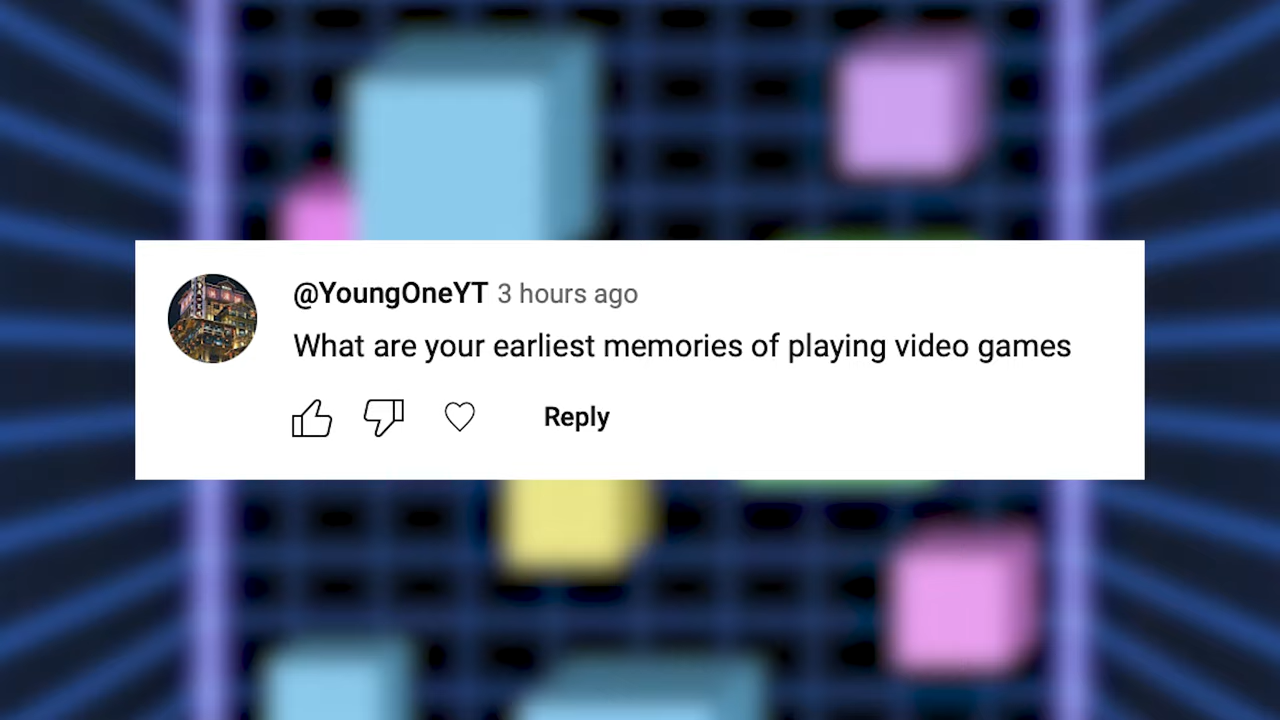 @YoungOneYT 3 hours ago
What are your earliest memories of playing video games
Reply